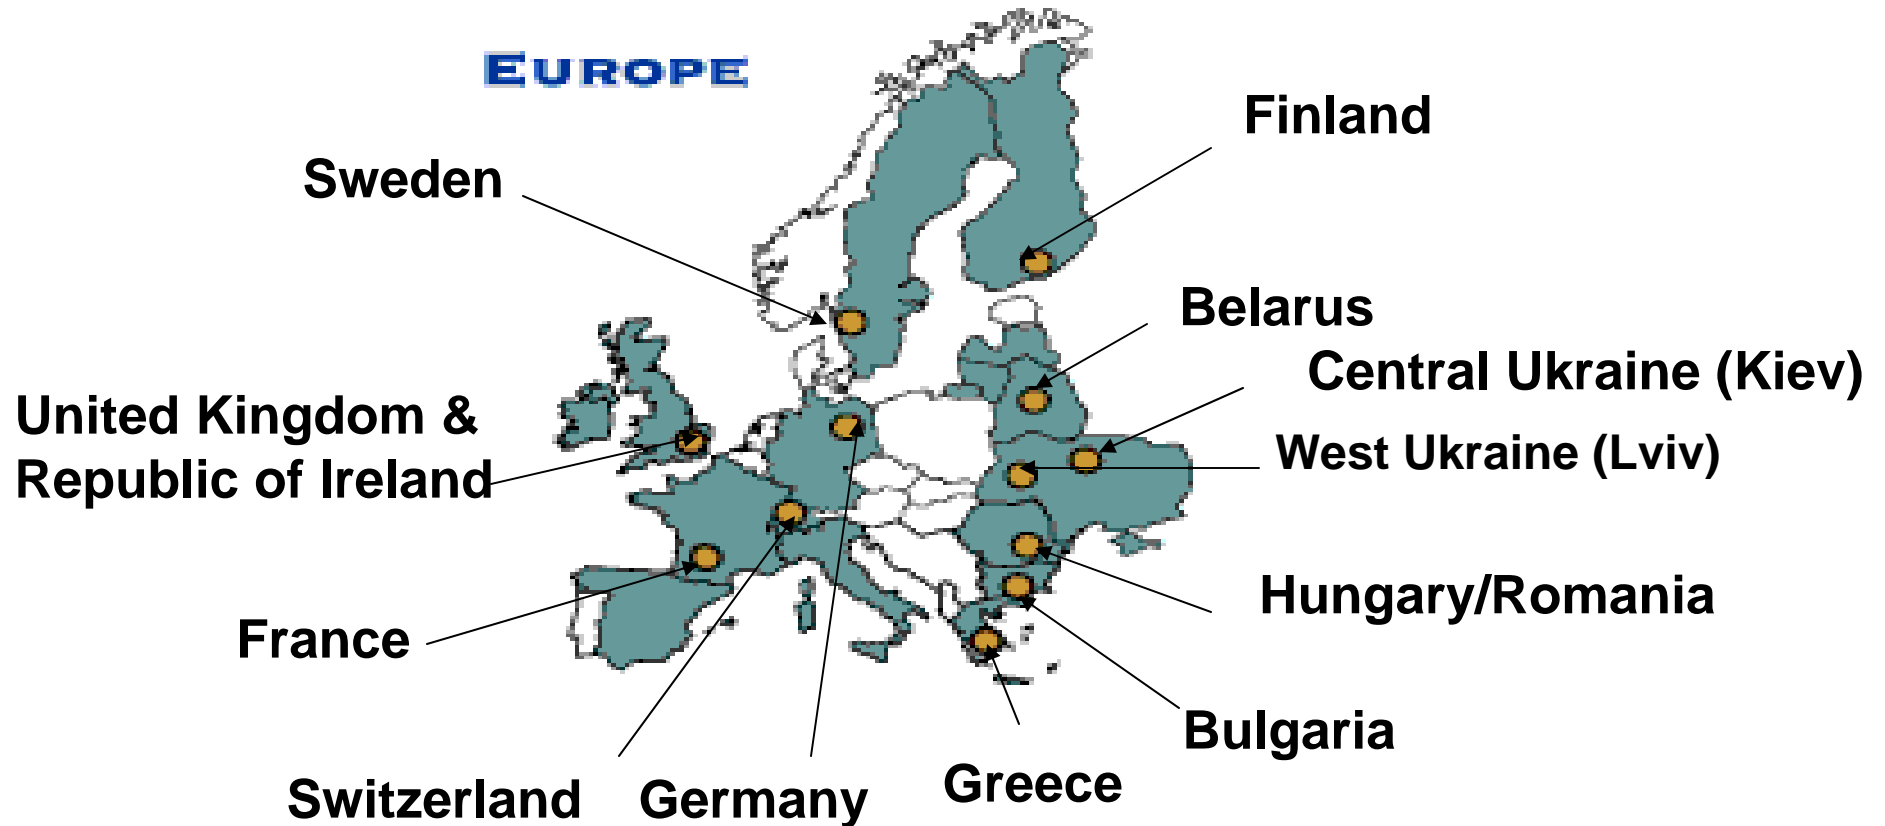 EUROPE
Finland
Sweden
Belarus
Central Ukraine (Kiev)
United Kingdom &
Republic of Ireland
West Ukraine (Lviv)
Hungary/Romania
France
Bulgaria
Greece
Switzerland
Germany